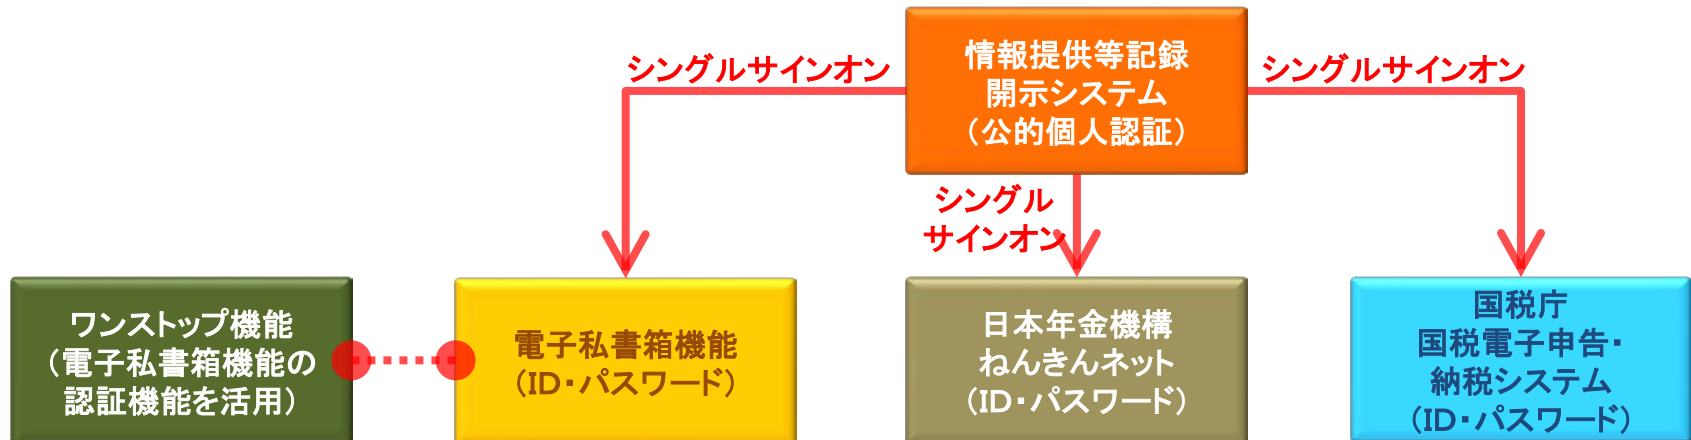 情報提供等記録
開示システム
（公的個人認証）
シングルサインオン
シングルサインオン
シングル
サインオン
ワンストップ機能
（電子私書箱機能の
認証機能を活用）
電子私書箱機能
（ID・パスワード）
日本年金機構
ねんきんネット
（ID・パスワード）
国税庁
国税電子申告・
納税システム
（ID・パスワード）